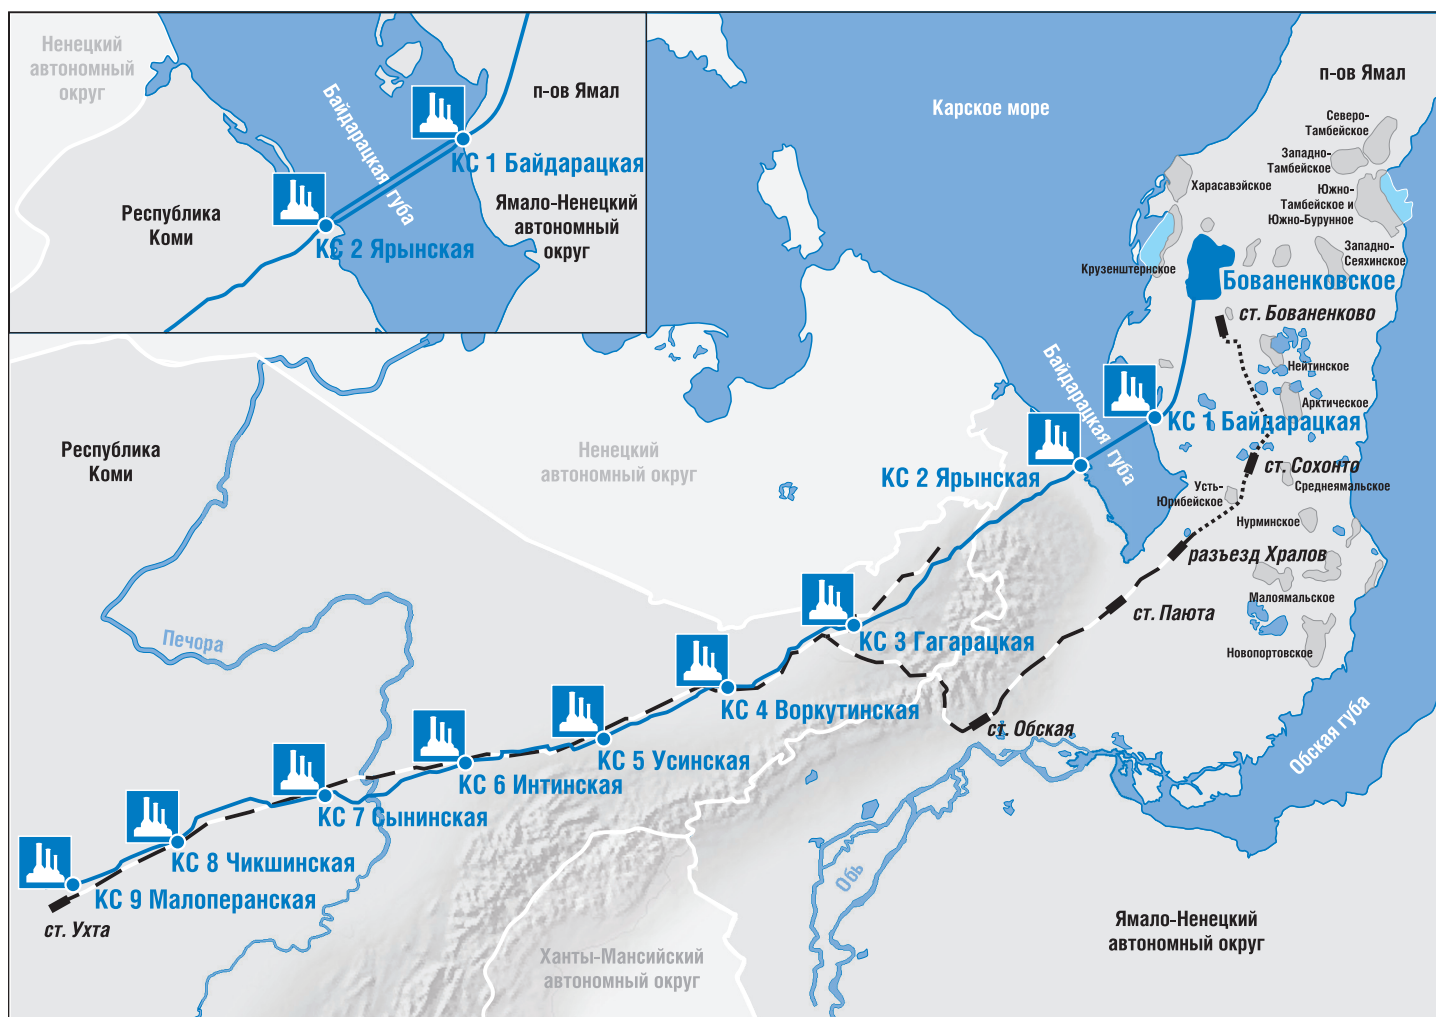 Ненецкий
автономный
округ
Байдарацкая губа
п-ов Ямал
КС 1 Байдарацкая
Республика
Коми
Ямало-Ненецкий
автономный
округ
КС 2 Ярынская
Карское море
п-ов Ямал
Северо-
Тамбейское
Западно-
Тамбейское
Харасавэйское
Южно-
Тамбейское и
Южно-Бурунное
Западно-
Сеяхинское
Крузенштернское
Бованенковское
ст. Бованенково
Байдарацкая губа
Нейтинское
Арктическое
КС 1 Байдарацкая
Республика
Коми
Ненецкий
автономный округ
КС 2 Ярынская
ст. Сохонто
Усть-
Юрибейское
Среднеямальское
Нурминское
разъезд Хралов
Малоямальское
ст. Паюта
Печора
КС 3 Гагарацкая
Новопортовское
КС 4 Воркутинская
ст. Обская
Обская губа
КС 5 Усинская
КС 6 Интинская
КС 7 Сынинская
КС 8 Чикшинская
КС 9 Малоперанская
ст. Ухта
Обь
Ханты-Мансийский
автономный округ
Ямало-Ненецкий
автономный округ